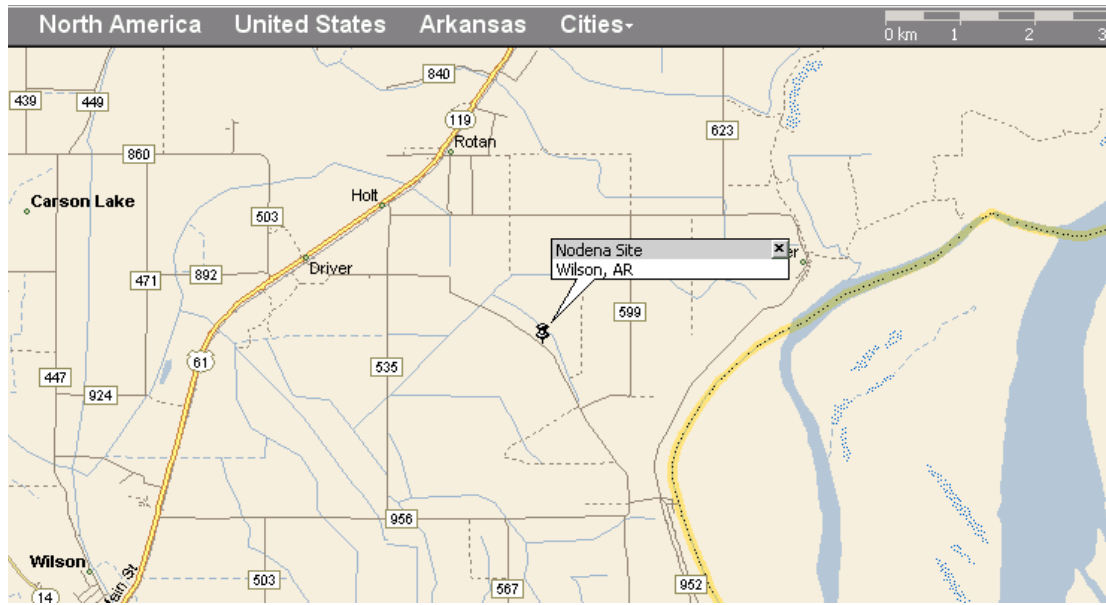 North America United States Arkansas Cities
0 km 1 2 3
840
439 449
119
623
Rotan
860
Carson Lake
Holt
503
Nodena Site
Wilson, AR
Driver
892
471
599
61
535
447
924
956
Wilson
503
567
952
14